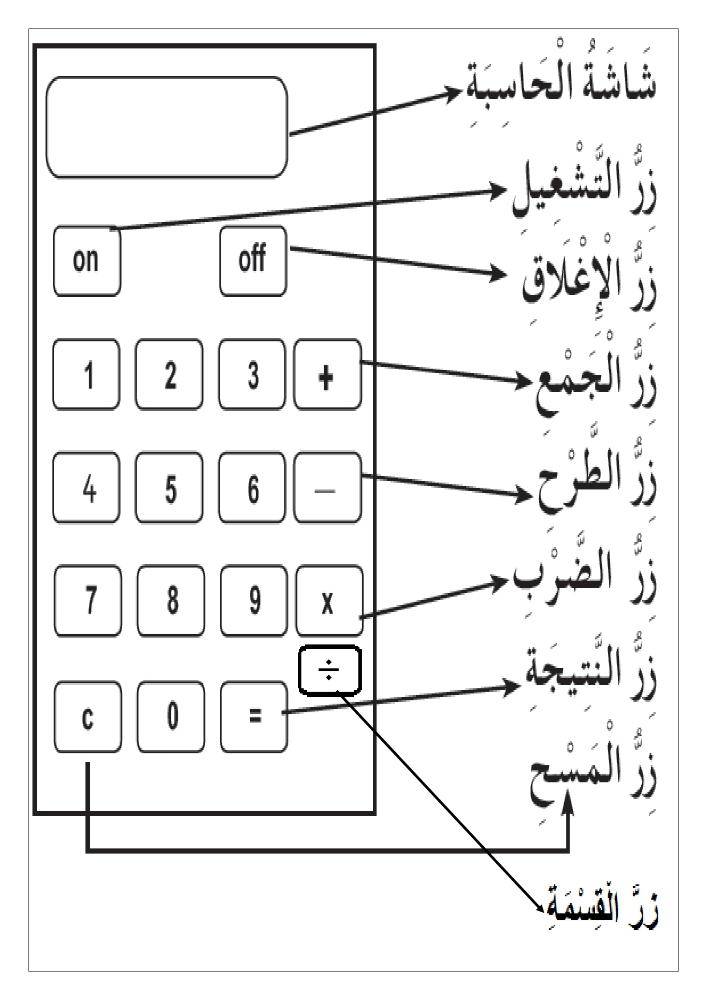 شَاشَةُ الْحَاسِبَةِ
زِرُّ التَّشْغِيلِ
on off
زِرُّ الْإِغْلَاقِ
1 2 3 +
زِرُّ الْجَمْعِ
4 5 6 –
زِرُّ الطَّرْحِ
7 8 9 x
زِرُّ الضَّرْبِ
÷
زِرُّ النَّتِيجَةِ
c 0 =
زِرُّ الْمَسْحِ
زرَّ الْقِسْمَةِ